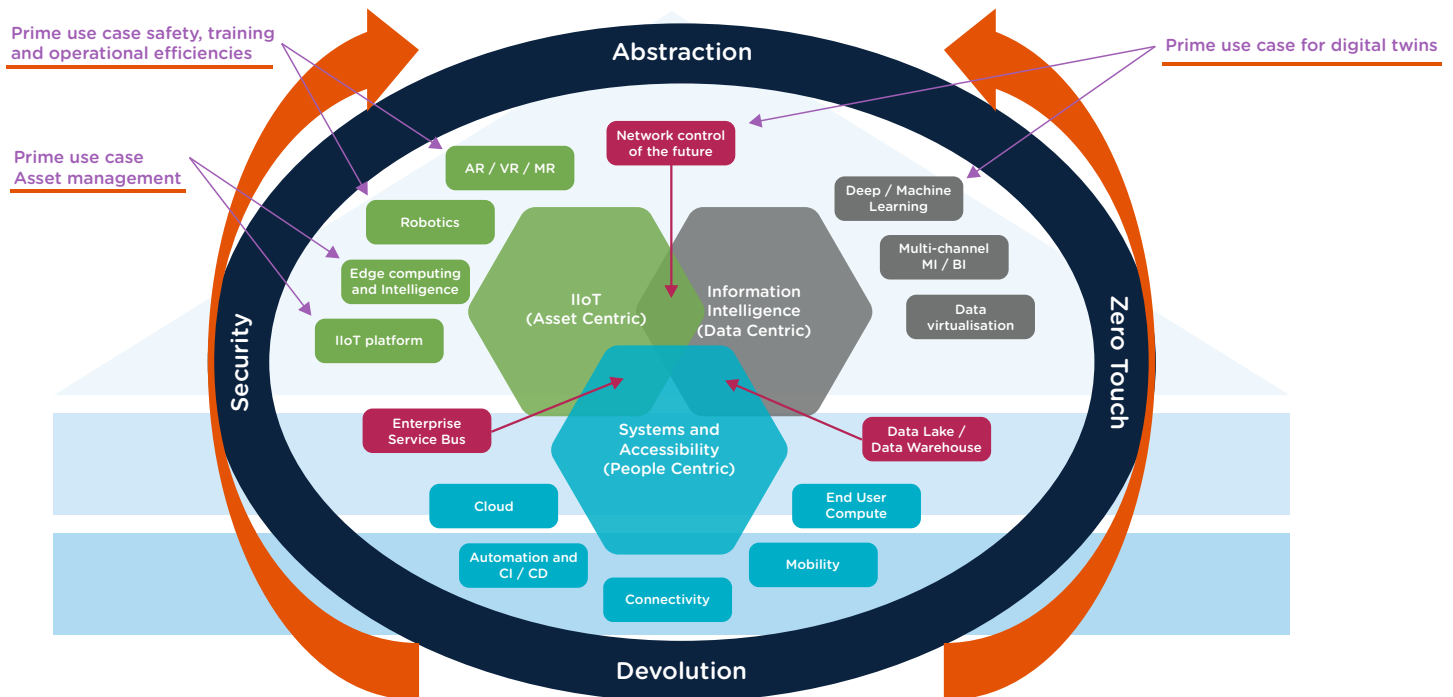 Prime use case safety, training
and operational efficiencies
Abstraction
Prime use case for digital twins
Prime use case
Asset management
Network control
of the future
AR / VR / MR
Robotics
Edge computing
and Intelligence
IIoT platform
Deep / Machine
Learning
Multi-channel
MI / BI
Data
virtualisation
IIoT
(Asset Centric)
Information
Intelligence
(Data Centric)
Security
Zero Touch
Enterprise
Service Bus
Systems and
Accessibility
(People Centric)
Data Lake /
Data Warehouse
Cloud
End User
Compute
Automation and
CI / CD
Mobility
Connectivity
Devolution